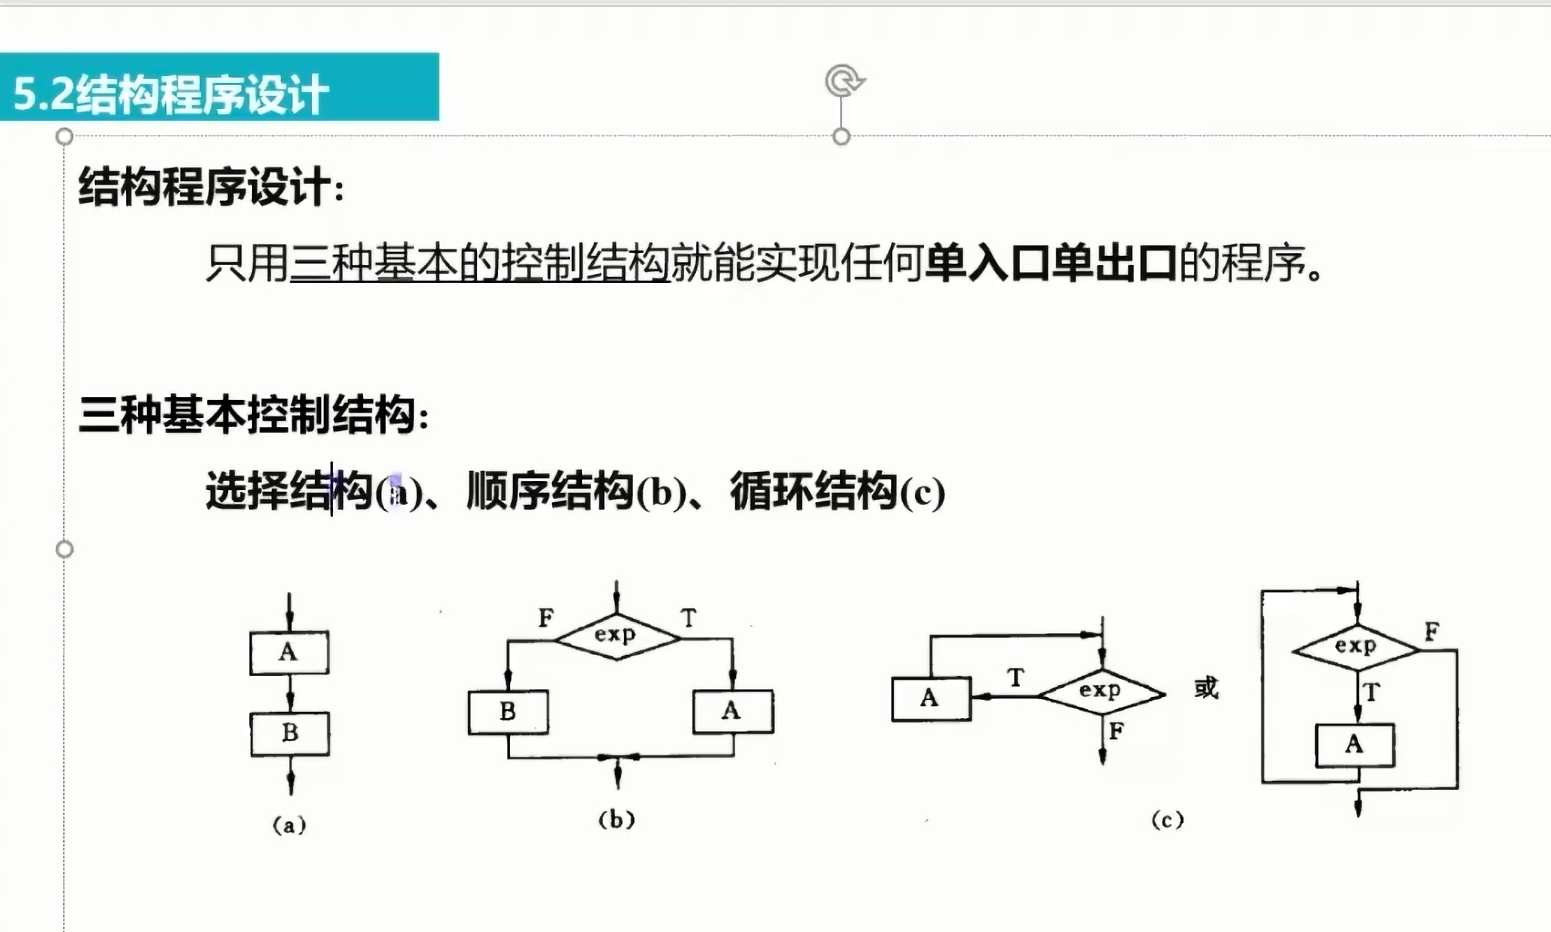 5.2结构程序设计
结构程序设计:
只用三种基本的控制结构就能实现任何单入口单出口的程序。
三种基本控制结构:
选择结构(a)、顺序结构(b)、循环结构(c)
A
B
(a)
F
exp
T
B
A
(b)
A
T
exp
F
或
exp
F
T
A
(c)